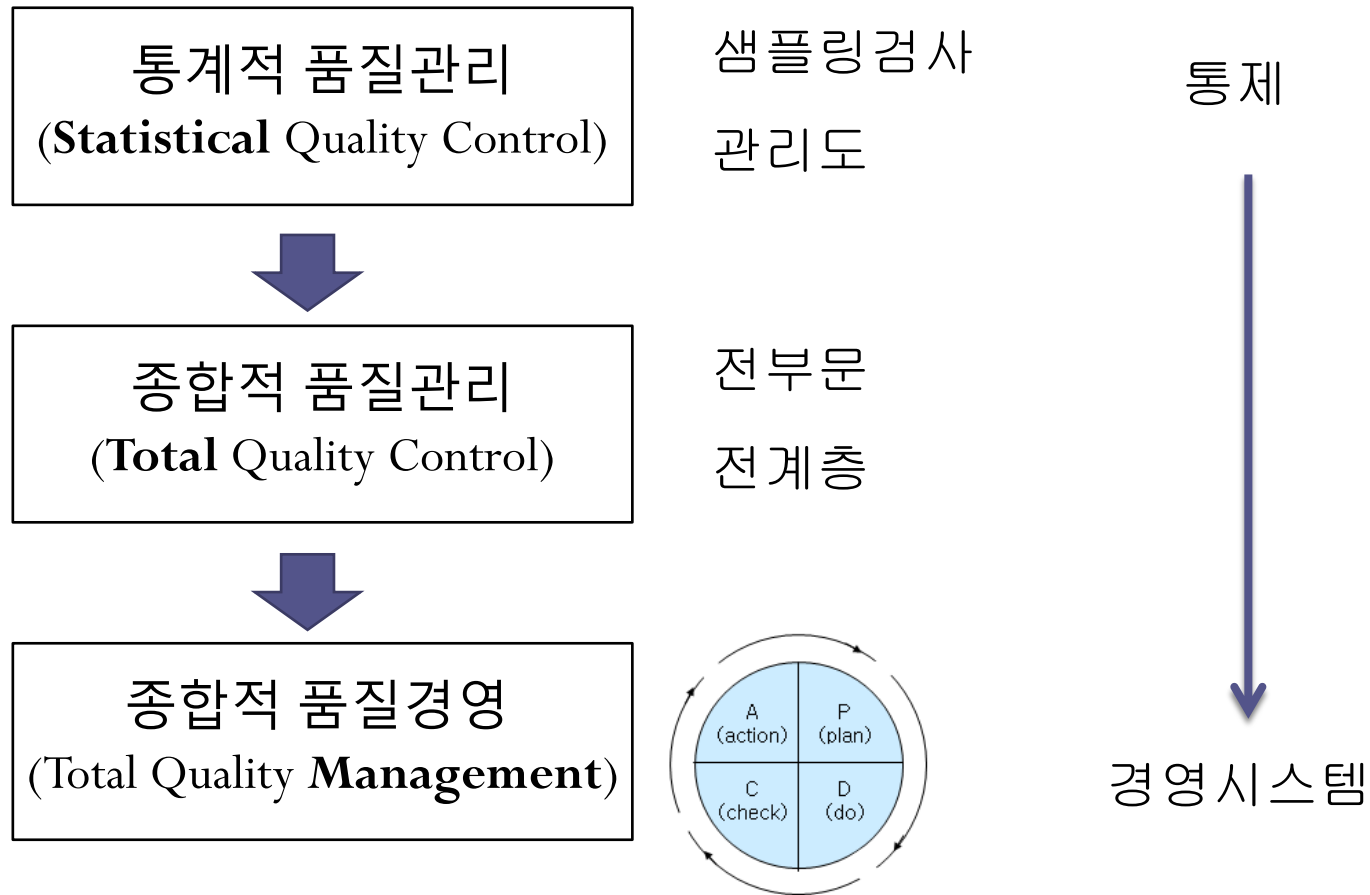 통계적 품질관리
(Statistical Quality Control)
샘플링검사
관리도
통제
종합적 품질관리
(Total Quality Control)
전부문
전계층
종합적 품질경영
(Total Quality Management)
A
(action)
P
(plan)
C
(check)
D
(do)
경영시스템